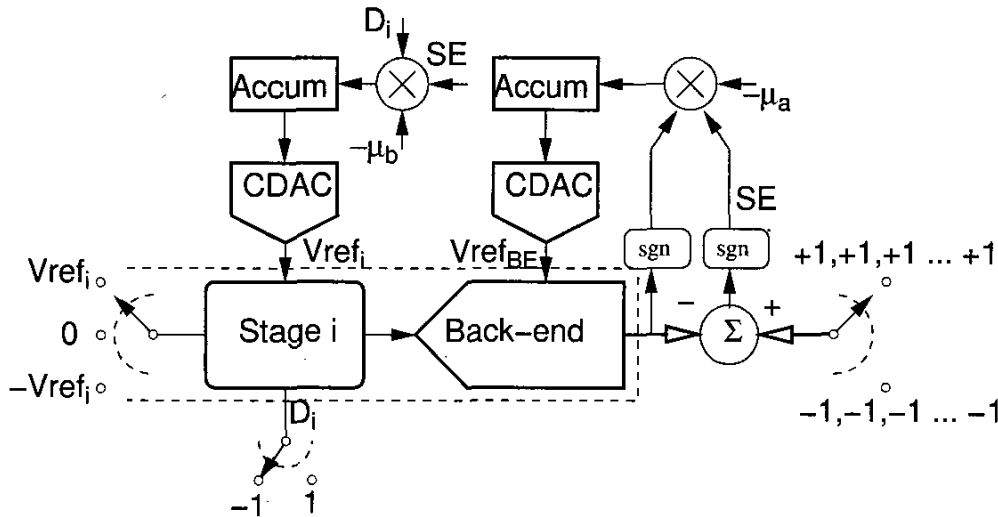 Dᵢ
SE
Accum
Accum
−μₐ
−μb
CDAC
CDAC
SE
Vrefᵢ
VrefBE
sgn
sgn
+1,+1,+1 ... +1
Vrefᵢ
0
−Vrefᵢ
Stage i
Back−end
−
Σ
+
−1,−1,−1 ... −1
Dᵢ
−1
1